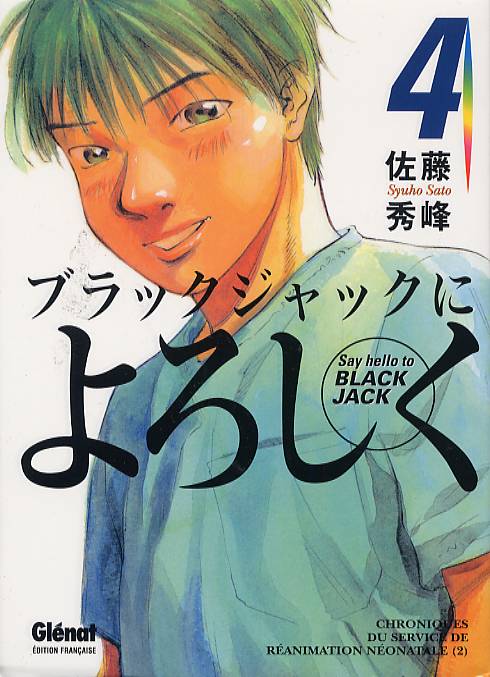 4
佐藤
Syuho Sato
秀峰
ブラックジャックに
よろしく
Say hello to
BLACK
JACK
Glénat
ÉDITION FRANÇAISE
CHRONIQUES
DU SERVICE DE
RÉANIMATION NÉONATALE (2)